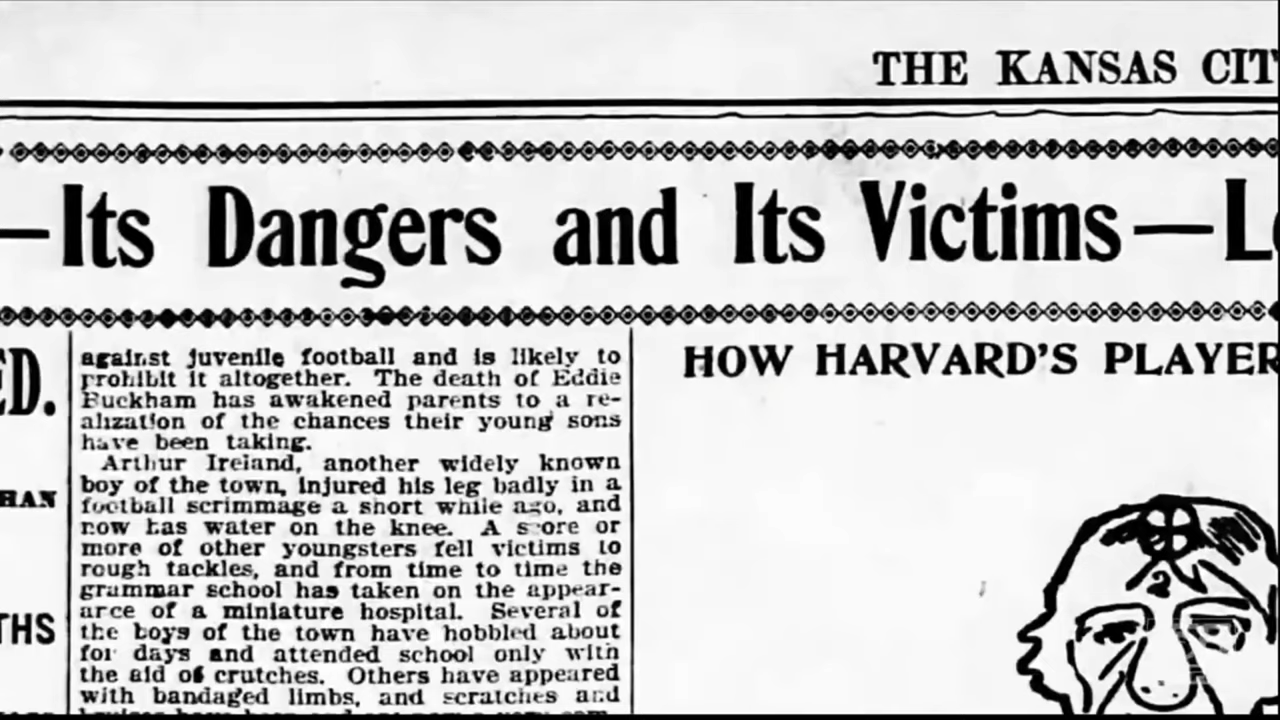 THE KANSAS CIT
—Its Dangers and Its Victims—L
ED.
HAN
THS
against juvenile football and is likely to
prohibit it altogether. The death of Eddie
Buckham has awakened parents to a re-
alization of the chances their young sons
have been taking.
Arthur Ireland, another widely known
boy of the town, injured his leg badly in a
football scrimmage a short while ago, and
now has water on the knee. A score or
more of other youngsters fell victims to
rough tackles, and from time to time the
grammar school has taken on the appear-
arce of a miniature hospital. Several of
the boys of the town have hobbled about
for days and attended school only with
the aid of crutches. Others have appeared
with bandaged limbs, and scratches and
HOW HARVARD'S PLAYER
2